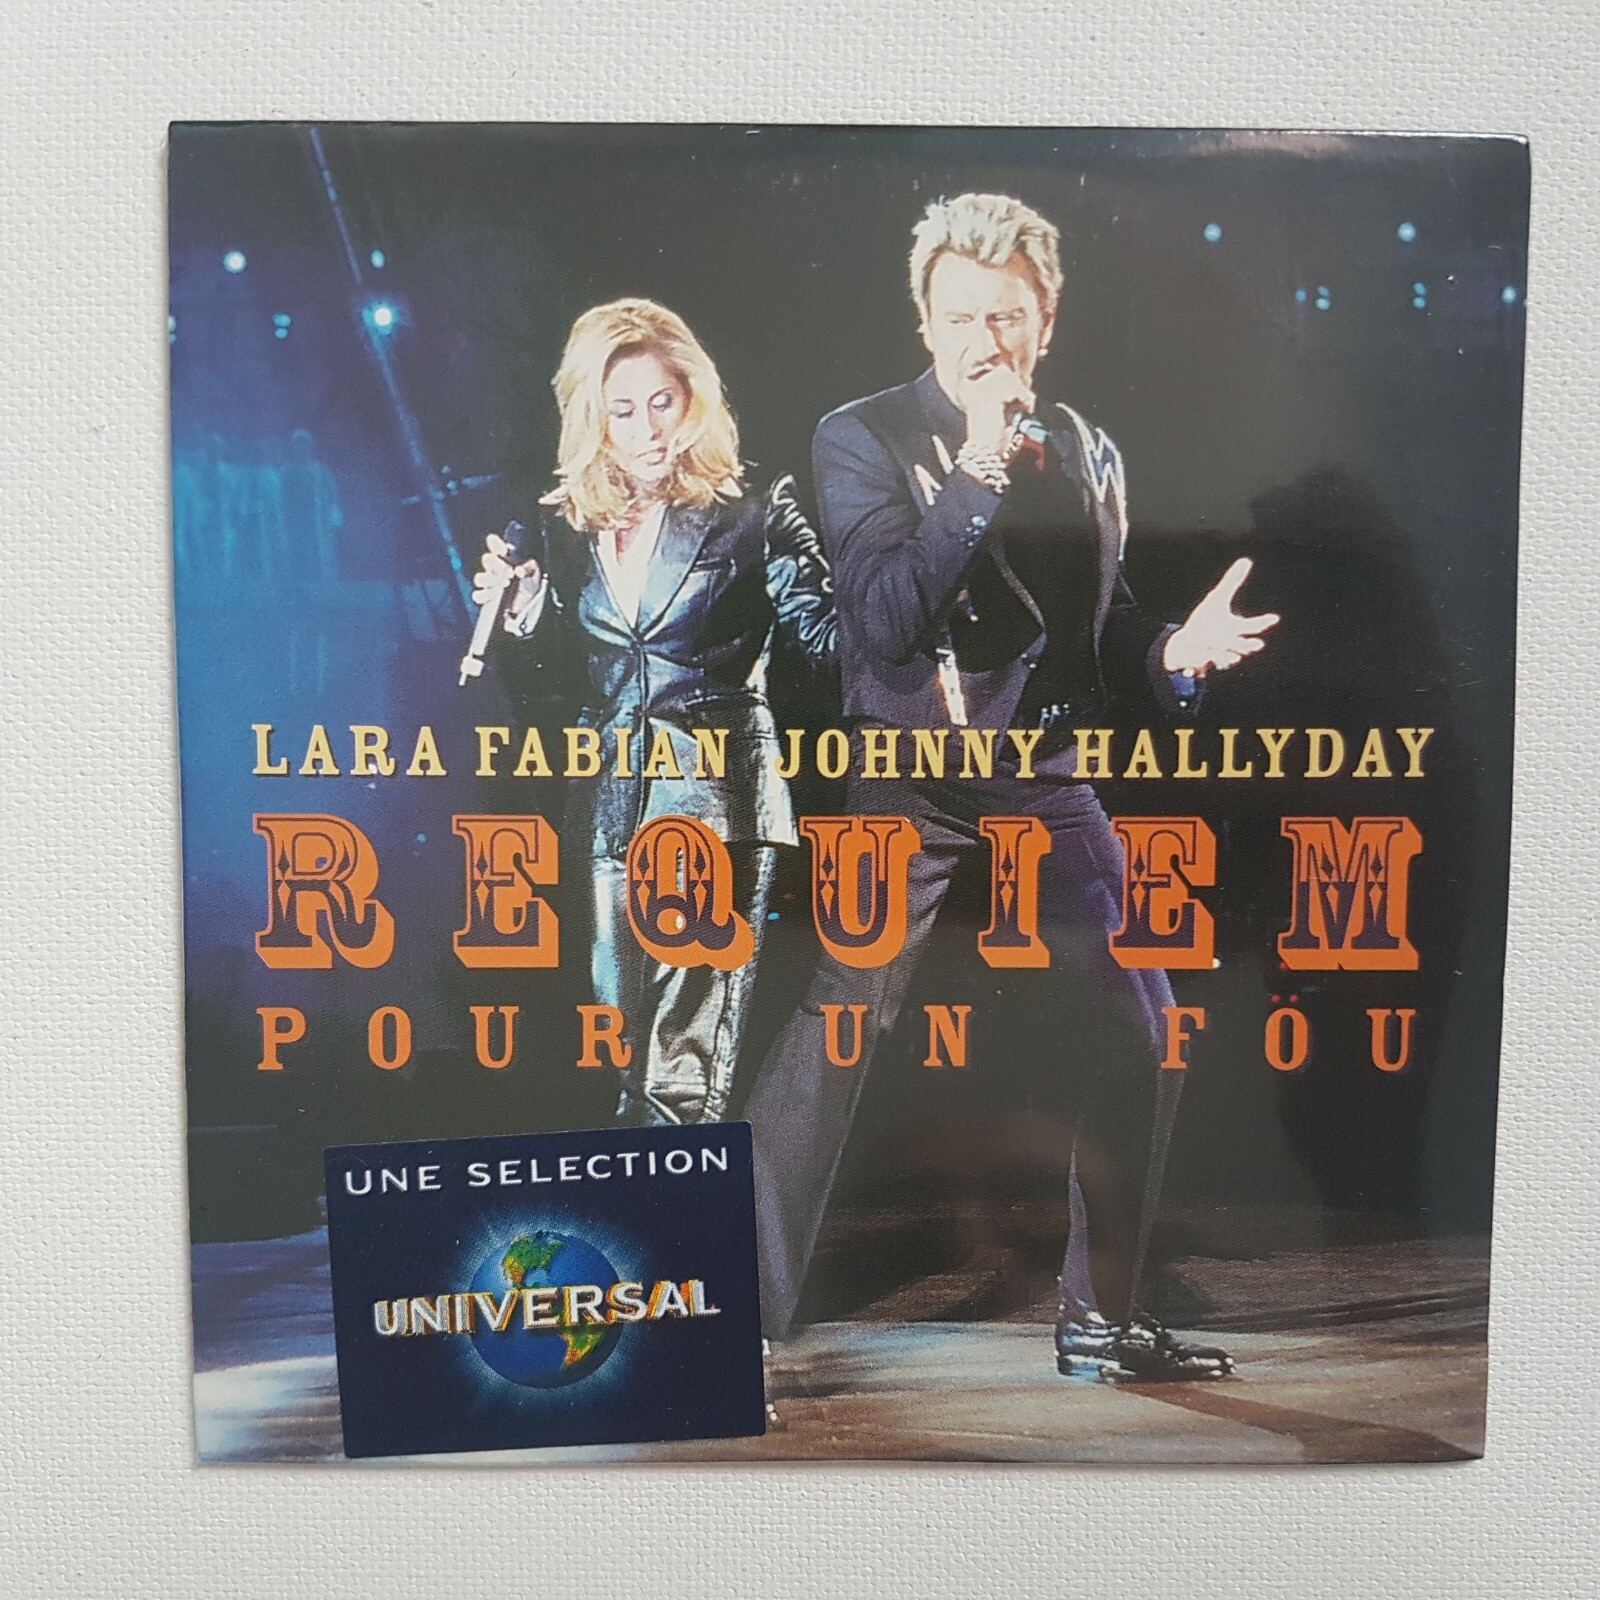 LARA FABIAN JOHNNY HALLYDAY
REQUIEM
POUR UN FÖU
UNE SELECTION
UNIVERSAL